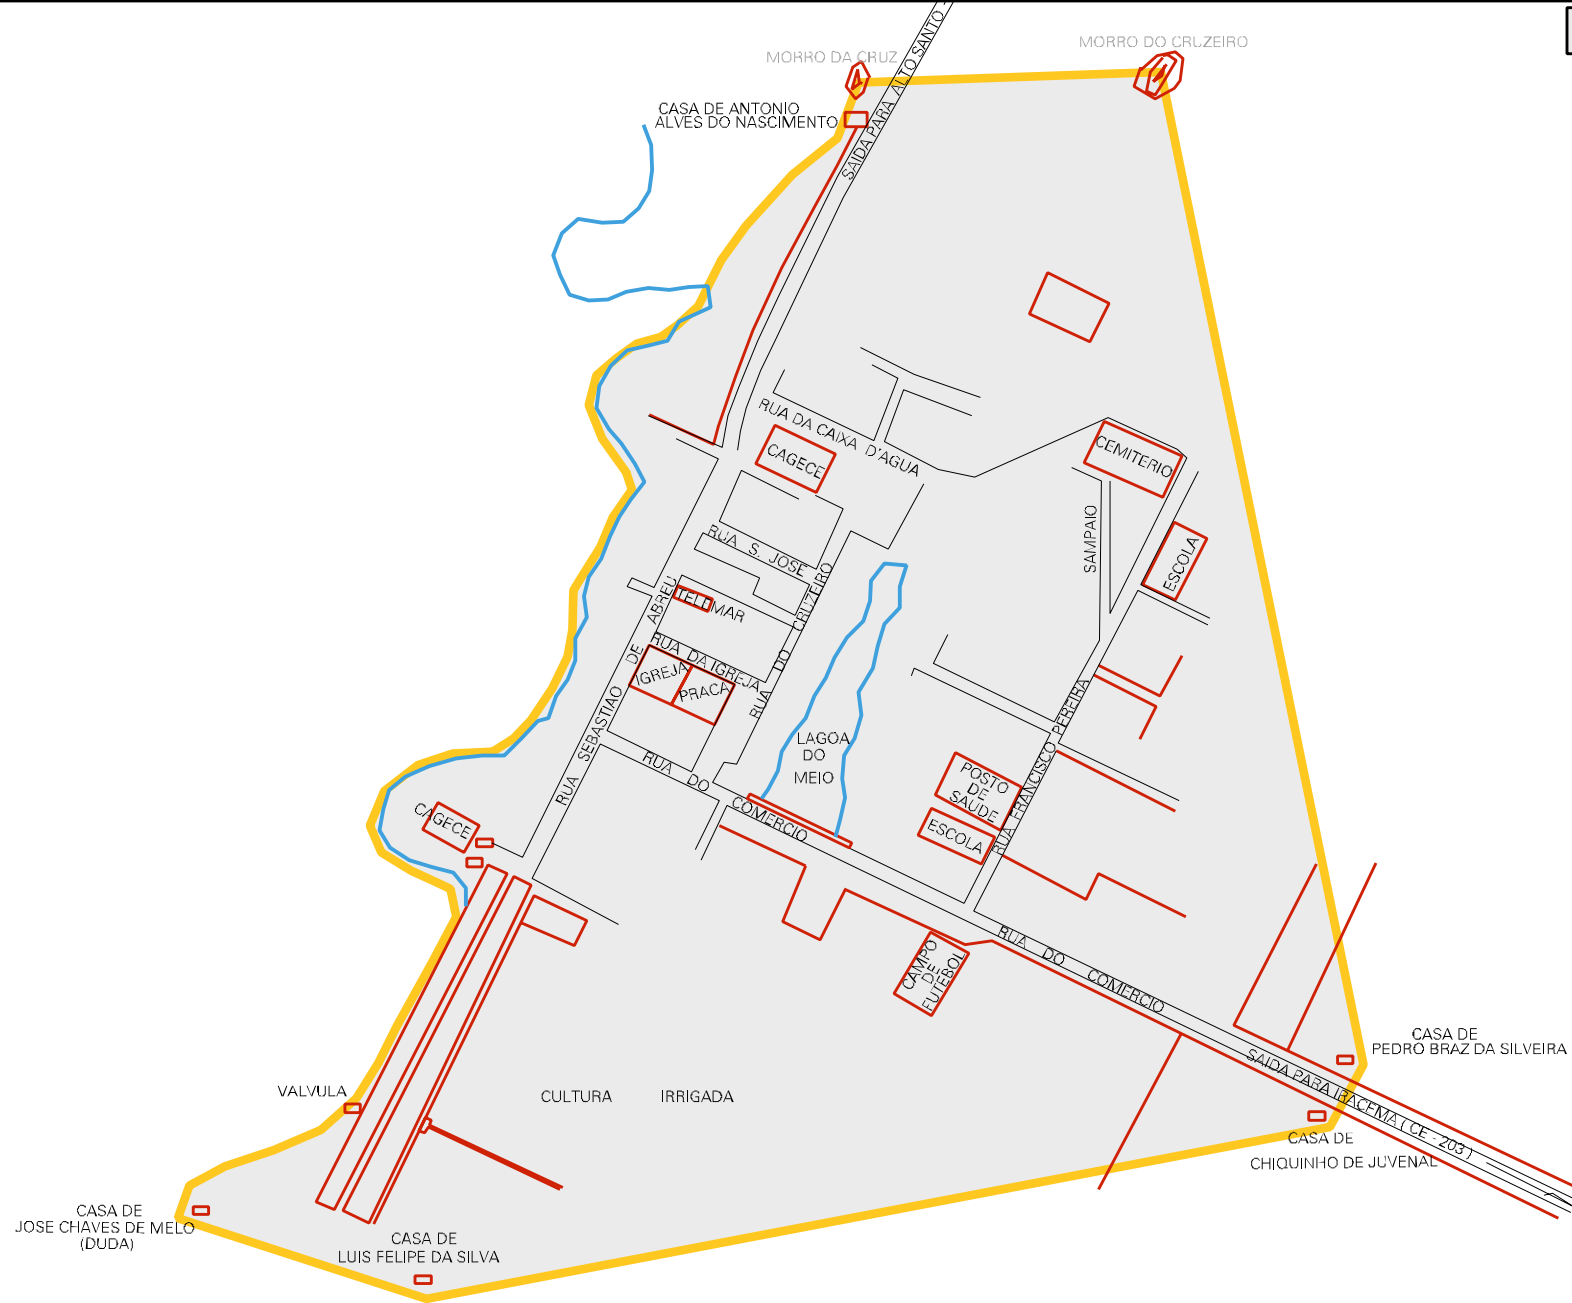 MORRO DA CRUZ
MORRO DO CRUZEIRO
SAIDA PARA ALTO SANTO -
CASA DE ANTONIO
ALVES DO NASCIMENTO
RUA DA CAIXA D'AGUA
CAGECE
CEMITERIO
SAMPAIO
ESCOLA
RUA S. JOSE
TELEMAR
RUA DO CRUZEIRO
RUA DA IGREJA
IGREJA
PRACA
RUA SEBASTIAO DE ABREU
LAGOA
DO
MEIO
RUA DO COMERCIO
POSTO
DE
SAUDE
ESCOLA
RUA FRANCISCO PEREIRA
CAGECE
CAMPO
DE
FUTEBOL
RUA DO COMERCIO
CASA DE
PEDRO BRAZ DA SILVEIRA
SAIDA PARA IRACEMA ( CE - 203 )
VALVULA
CULTURA IRRIGADA
CASA DE
CHIQUINHO DE JUVENAL
CASA DE
JOSE CHAVES DE MELO
(DUDA)
CASA DE
LUIS FELIPE DA SILVA